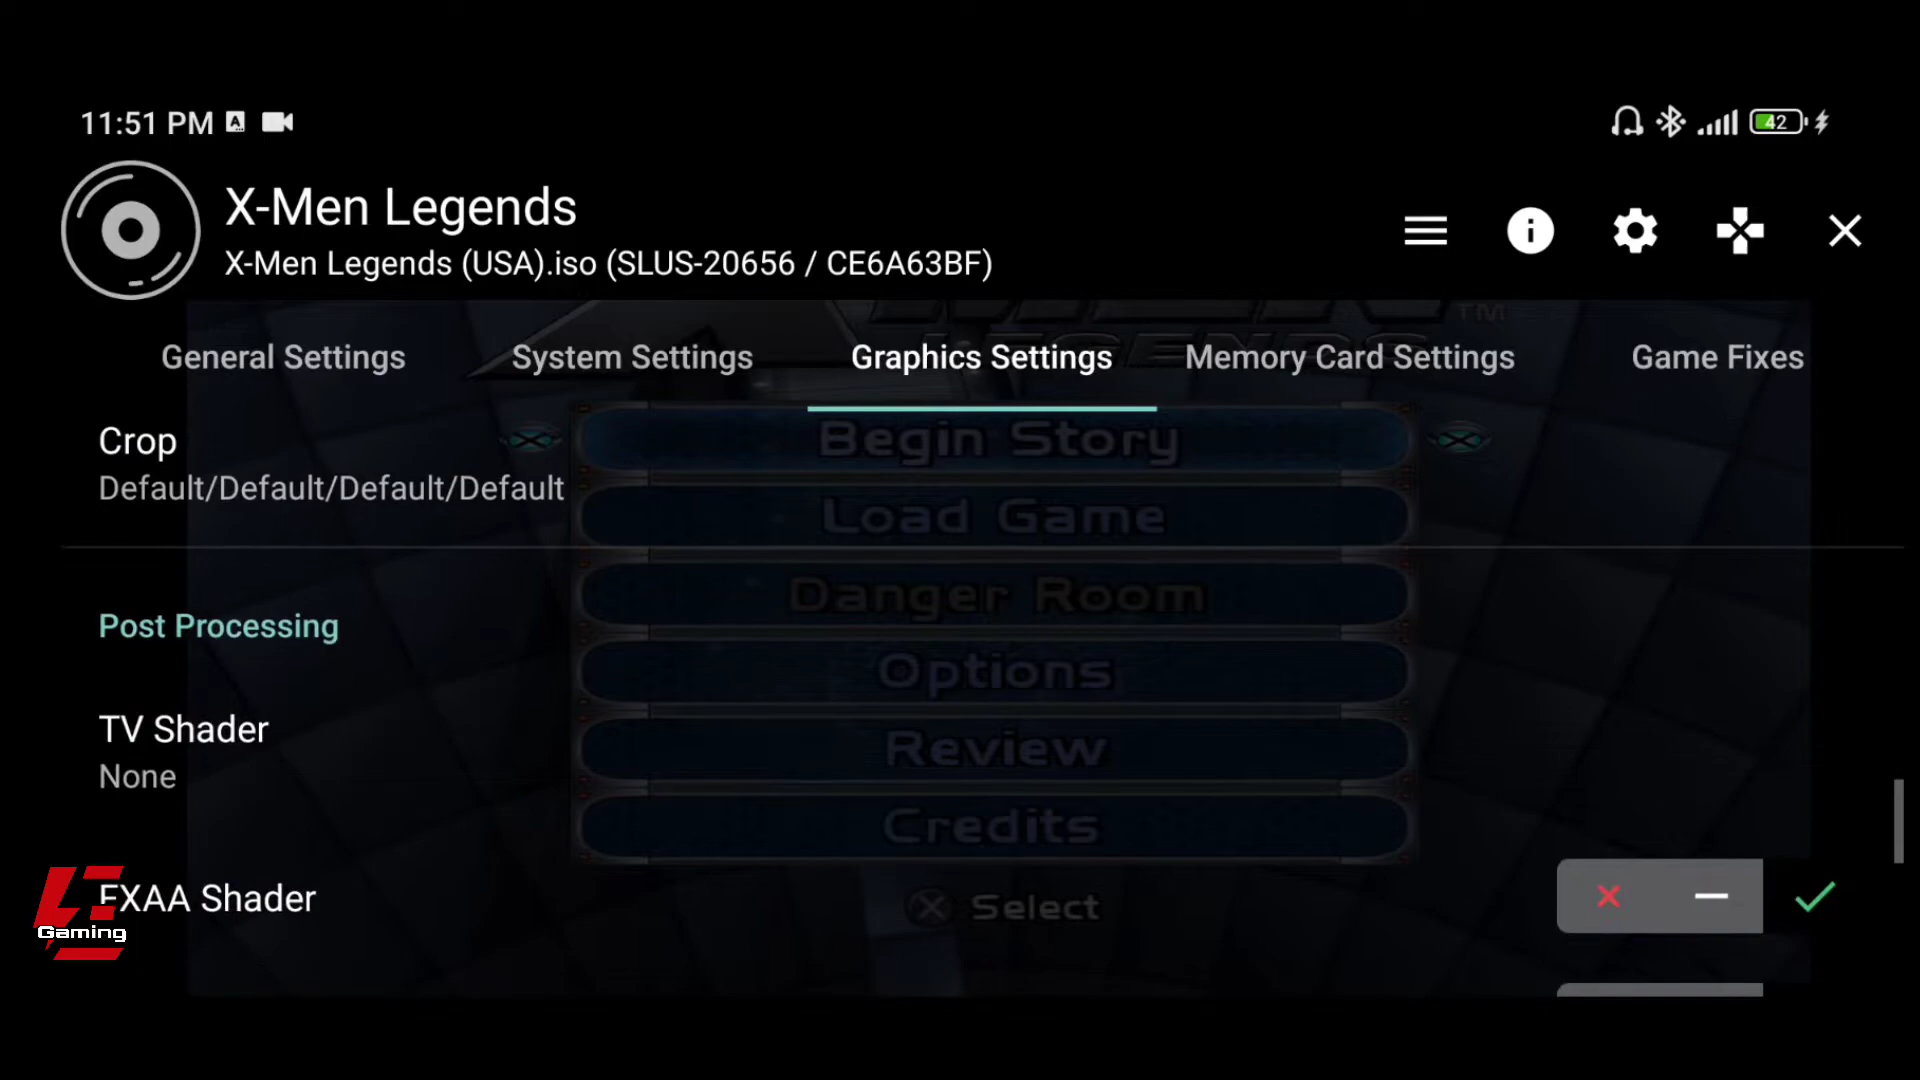 11:51 PM A
42
X-Men Legends
X-Men Legends (USA).iso (SLUS-20656 / CE6A63BF)
TM
LEGENDS
General Settings System Settings Graphics Settings Memory Card Settings Game Fixes
Crop
Default/Default/Default/Default
Begin Story
Load Game
Danger Room
Post Processing
Options
TV Shader
None
Review
Credits
FXAA Shader
Select
Gaming